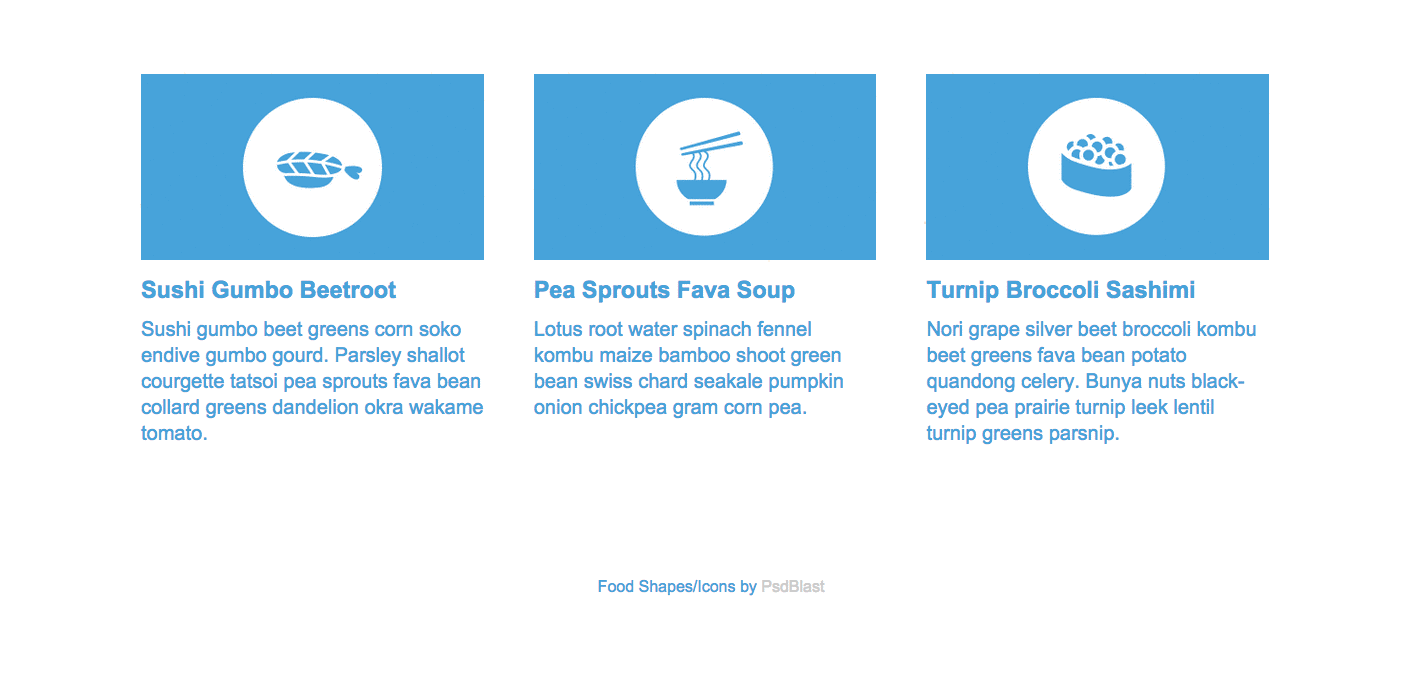 Sushi Gumbo Beetroot
Sushi gumbo beet greens corn soko
endive gumbo gourd. Parsley shallot
courgette tatsoi pea sprouts fava bean
collard greens dandelion okra wakame
tomato.
Pea Sprouts Fava Soup
Lotus root water spinach fennel
kombu maize bamboo shoot green
bean swiss chard seakale pumpkin
onion chickpea gram corn pea.
Turnip Broccoli Sashimi
Nori grape silver beet broccoli kombu
beet greens fava bean potato
quandong celery. Bunya nuts black-
eyed pea prairie turnip leek lentil
turnip greens parsnip.
Food Shapes/Icons by PsdBlast